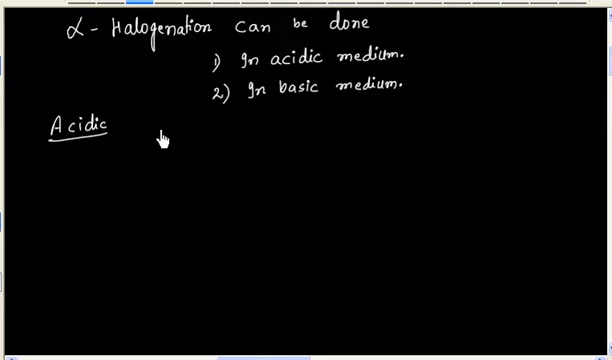 α - Halogenation can be done
1) In acidic medium.
2) In basic medium.
Acidic